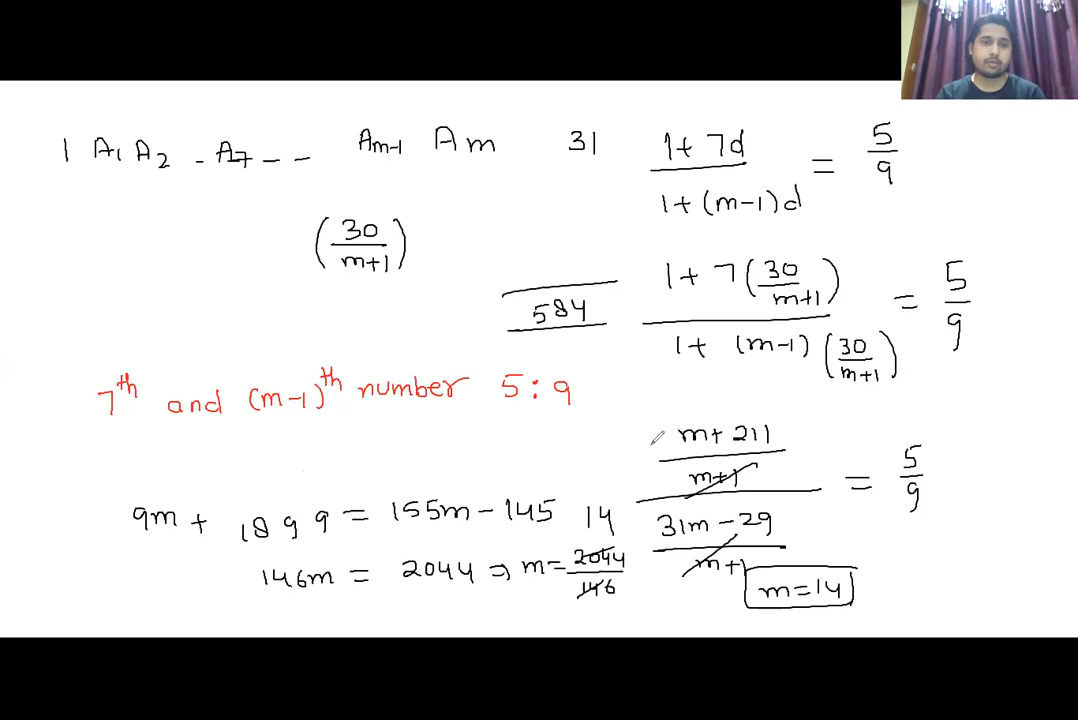 1 A₁ A₂ - A₇ - - Aₘ₋₁ Aₘ 31
(30/m+1)
1+7d / 1+(m-1)d = 5/9
584
1+7(30/m+1) / 1+(m-1)(30/m+1) = 5/9
7th and (m-1)th number 5:9
m+211 / m+1 / 31m-29 / m+1 = 5/9
9m + 1899 = 155m - 145 14
146m = 2044 ⇒ m = 2044/146
m=14